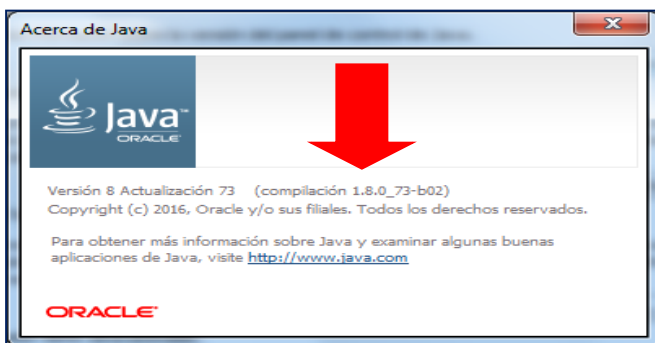 Acerca de Java
Java™
ORACLE
Versión 8 Actualización 73 (compilación 1.8.0_73-b02)
Copyright (c) 2016, Oracle y/o sus filiales. Todos los derechos reservados.
Para obtener más información sobre Java y examinar algunas buenas
aplicaciones de Java, visite http://www.java.com
ORACLE